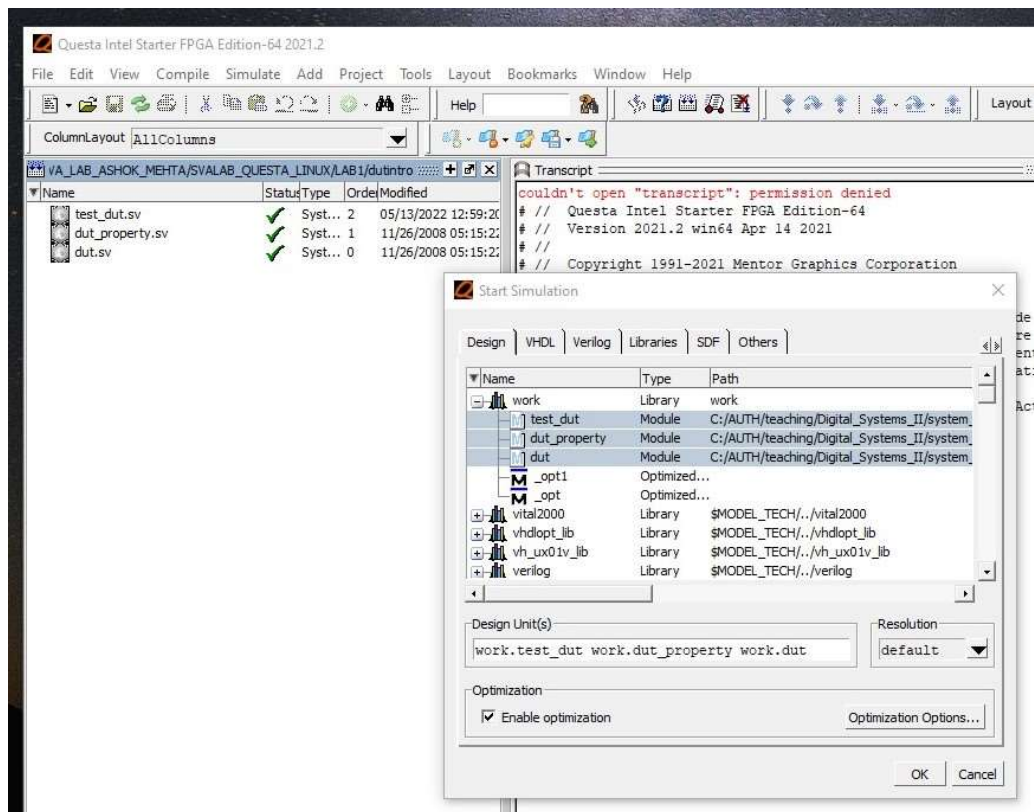 Questa Intel Starter FPGA Edition-64 2021.2
File Edit View Compile Simulate Add Project Tools Layout Bookmarks Window Help
Help
Layout
ColumnLayout AllColumns
VA_LAB_ASHOK_MEHTA/SVALAB_QUESTA_LINUX/LAB1/dutintro
Name Status Type Order Modified
test_dut.sv Syst... 2 05/13/2022 12:59:20
dut_property.sv Syst... 1 11/26/2008 05:15:22
dut.sv Syst... 0 11/26/2008 05:15:22
Transcript
couldn't open "transcript": permission denied
# // Questa Intel Starter FPGA Edition-64
# // Version 2021.2 win64 Apr 14 2021
# //
# // Copyright 1991-2021 Mentor Graphics Corporation
Start Simulation
Design VHDL Verilog Libraries SDF Others
Name Type Path
work Library work
test_dut Module C:/AUTH/teaching/Digital_Systems_II/system_
dut_property Module C:/AUTH/teaching/Digital_Systems_II/system_
dut Module C:/AUTH/teaching/Digital_Systems_II/system_
_opt1 Optimized...
_opt Optimized...
vital2000 Library $MODEL_TECH/../vital2000
vhdlopt_lib Library $MODEL_TECH/../vhdlopt_lib
vh_ux01v_lib Library $MODEL_TECH/../vh_ux01v_lib
verilog Library $MODEL_TECH/../verilog
Design Unit(s)
work.test_dut work.dut_property work.dut
Resolution
default
Optimization
Enable optimization
Optimization Options...
OK Cancel